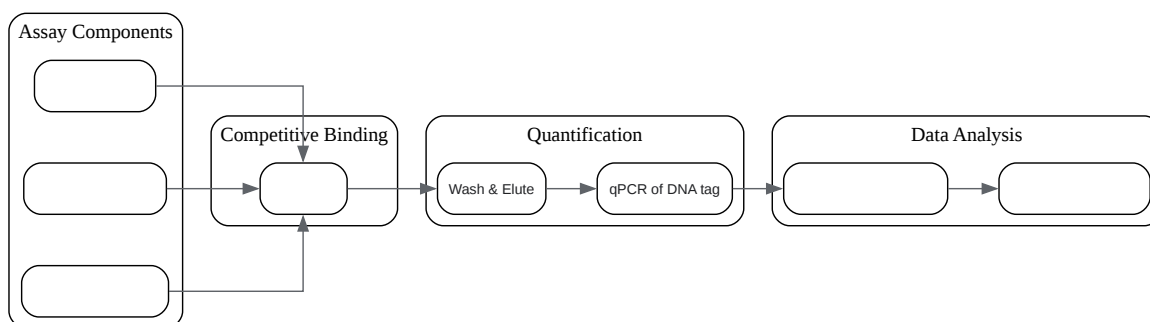 Assay Components
Competitive Binding
Quantification
Data Analysis
Wash & Elute
qPCR of DNA tag